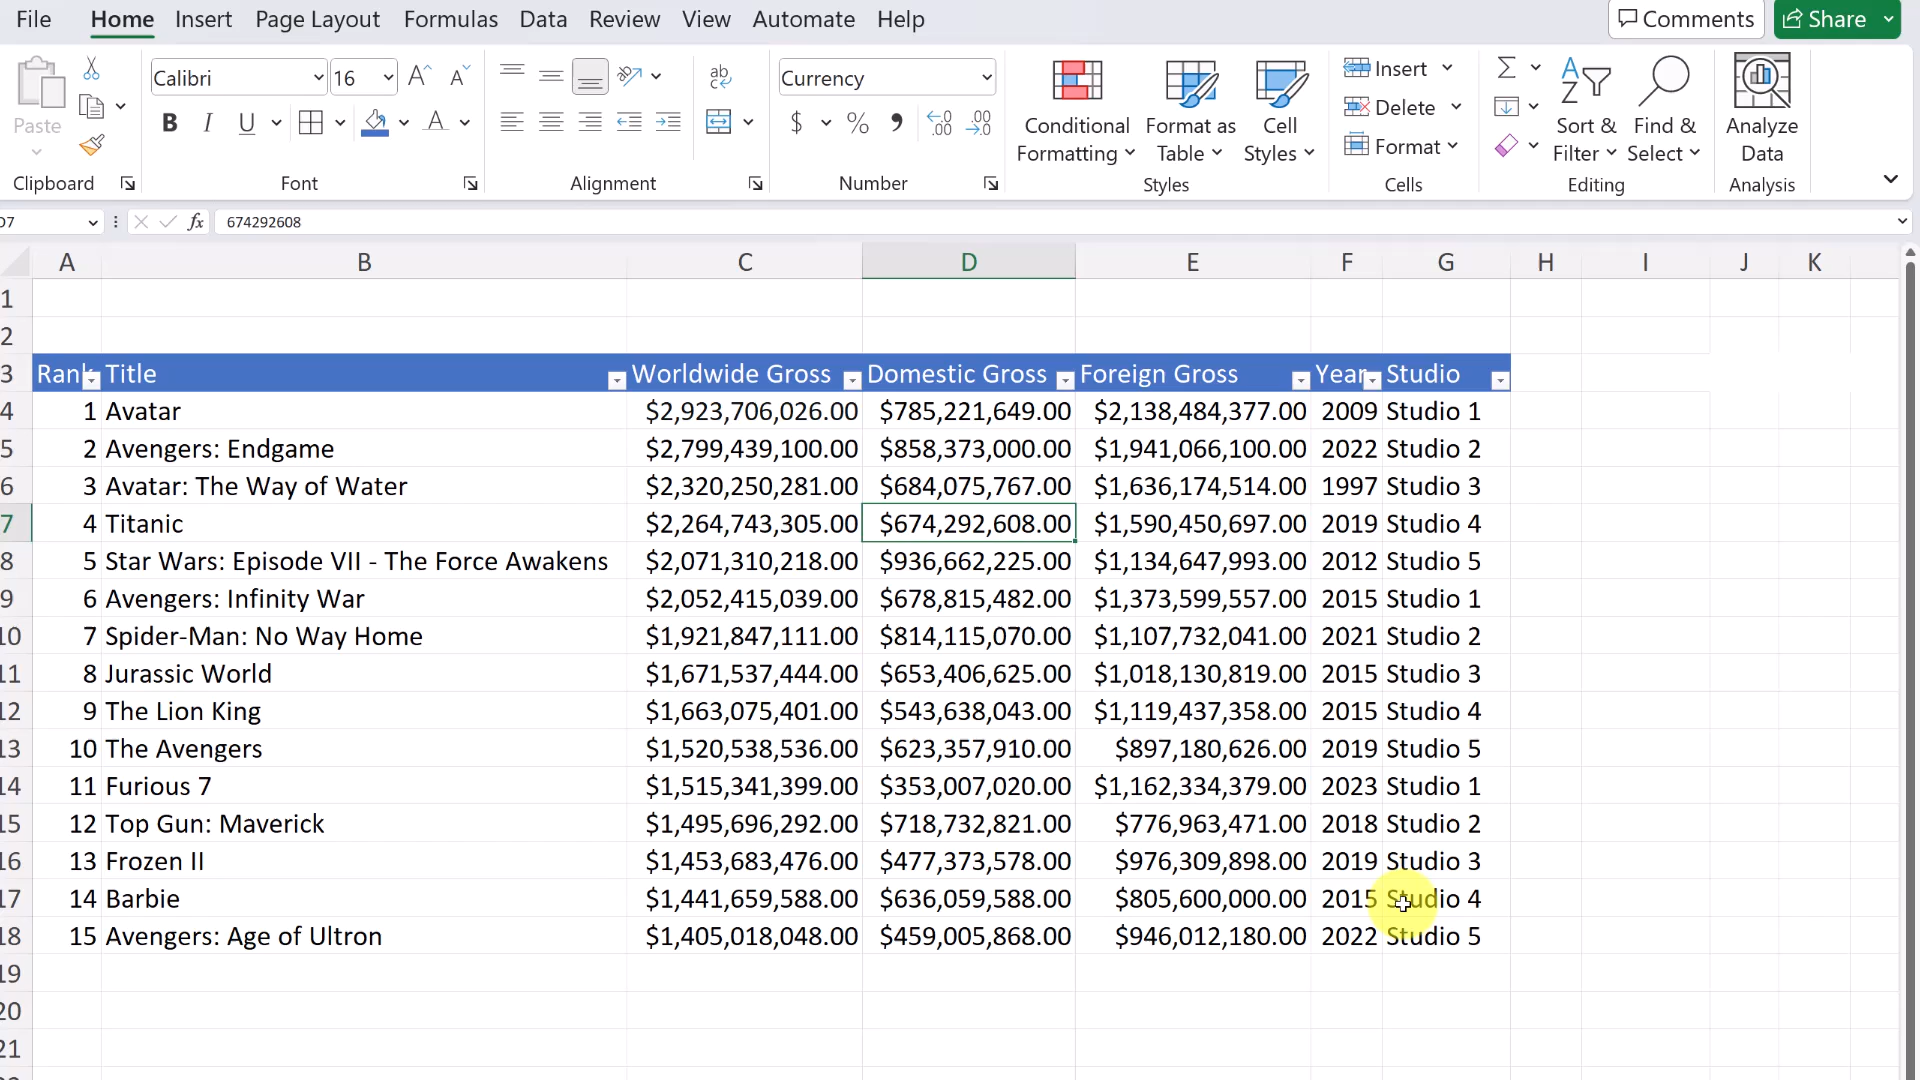 File Home Insert Page Layout Formulas Data Review View Automate Help Comments Share
Calibri 16 Currency Insert
Paste B I U $ % Conditional Formatting Format as Table Cell Styles Delete Sort & Filter Find & Select Analyze Data
Format
Clipboard Font Alignment Number Styles Cells Editing Analysis
D7 fx 674292608
A B C D E F G H I J K
1
2
3 Rank Title Worldwide Gross Domestic Gross Foreign Gross Year Studio
4 1 Avatar $2,923,706,026.00 $785,221,649.00 $2,138,484,377.00 2009 Studio 1
5 2 Avengers: Endgame $2,799,439,100.00 $858,373,000.00 $1,941,066,100.00 2022 Studio 2
6 3 Avatar: The Way of Water $2,320,250,281.00 $684,075,767.00 $1,636,174,514.00 1997 Studio 3
7 4 Titanic $2,264,743,305.00 $674,292,608.00 $1,590,450,697.00 2019 Studio 4
8 5 Star Wars: Episode VII - The Force Awakens $2,071,310,218.00 $936,662,225.00 $1,134,647,993.00 2012 Studio 5
9 6 Avengers: Infinity War $2,052,415,039.00 $678,815,482.00 $1,373,599,557.00 2015 Studio 1
10 7 Spider-Man: No Way Home $1,921,847,111.00 $814,115,070.00 $1,107,732,041.00 2021 Studio 2
11 8 Jurassic World $1,671,537,444.00 $653,406,625.00 $1,018,130,819.00 2015 Studio 3
12 9 The Lion King $1,663,075,401.00 $543,638,043.00 $1,119,437,358.00 2015 Studio 4
13 10 The Avengers $1,520,538,536.00 $623,357,910.00 $897,180,626.00 2019 Studio 5
14 11 Furious 7 $1,515,341,399.00 $353,007,020.00 $1,162,334,379.00 2023 Studio 1
15 12 Top Gun: Maverick $1,495,696,292.00 $718,732,821.00 $776,963,471.00 2018 Studio 2
16 13 Frozen II $1,453,683,476.00 $477,373,578.00 $976,309,898.00 2019 Studio 3
17 14 Barbie $1,441,659,588.00 $636,059,588.00 $805,600,000.00 2015 Studio 4
18 15 Avengers: Age of Ultron $1,405,018,048.00 $459,005,868.00 $946,012,180.00 2022 Studio 5
19
20
21